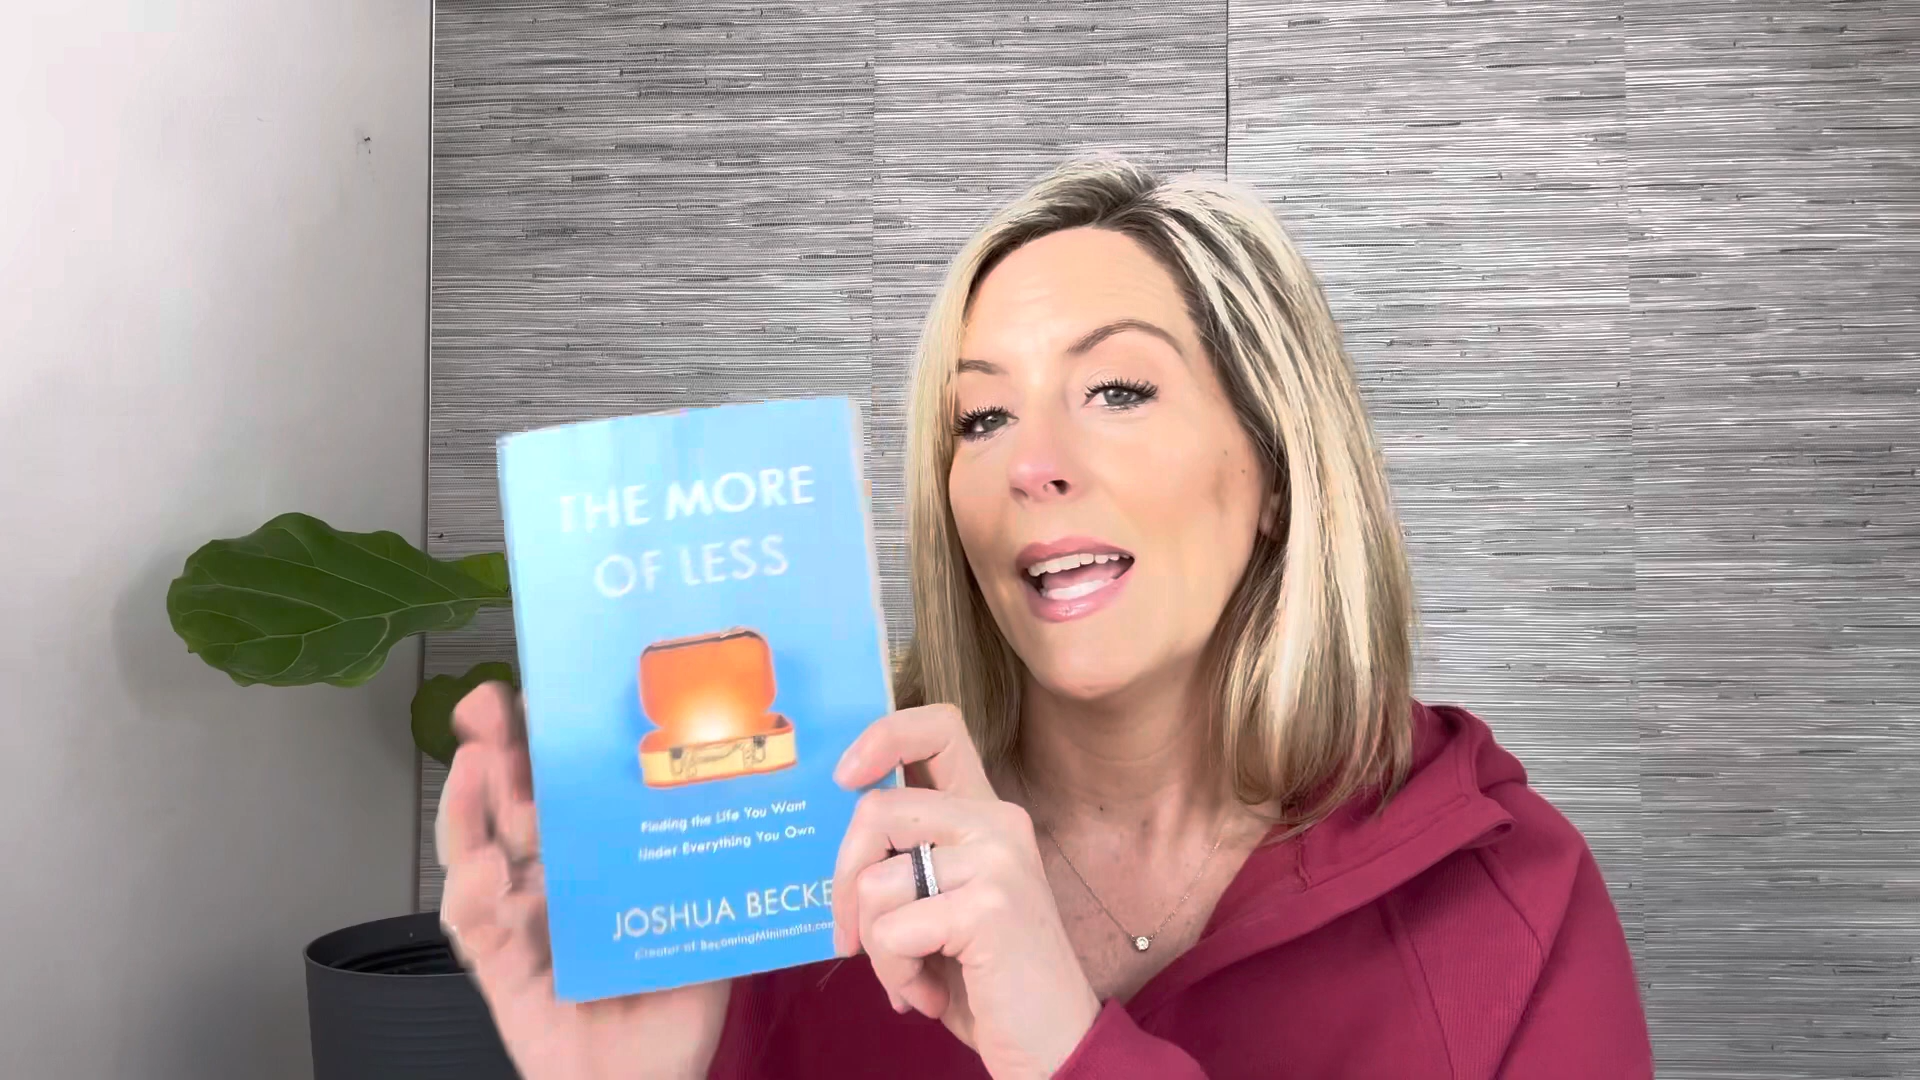 THE MORE
OF LESS
Finding the Life You Want
Under Everything You Own
JOSHUA BECKE
Creator of BecomingMinimalist.com